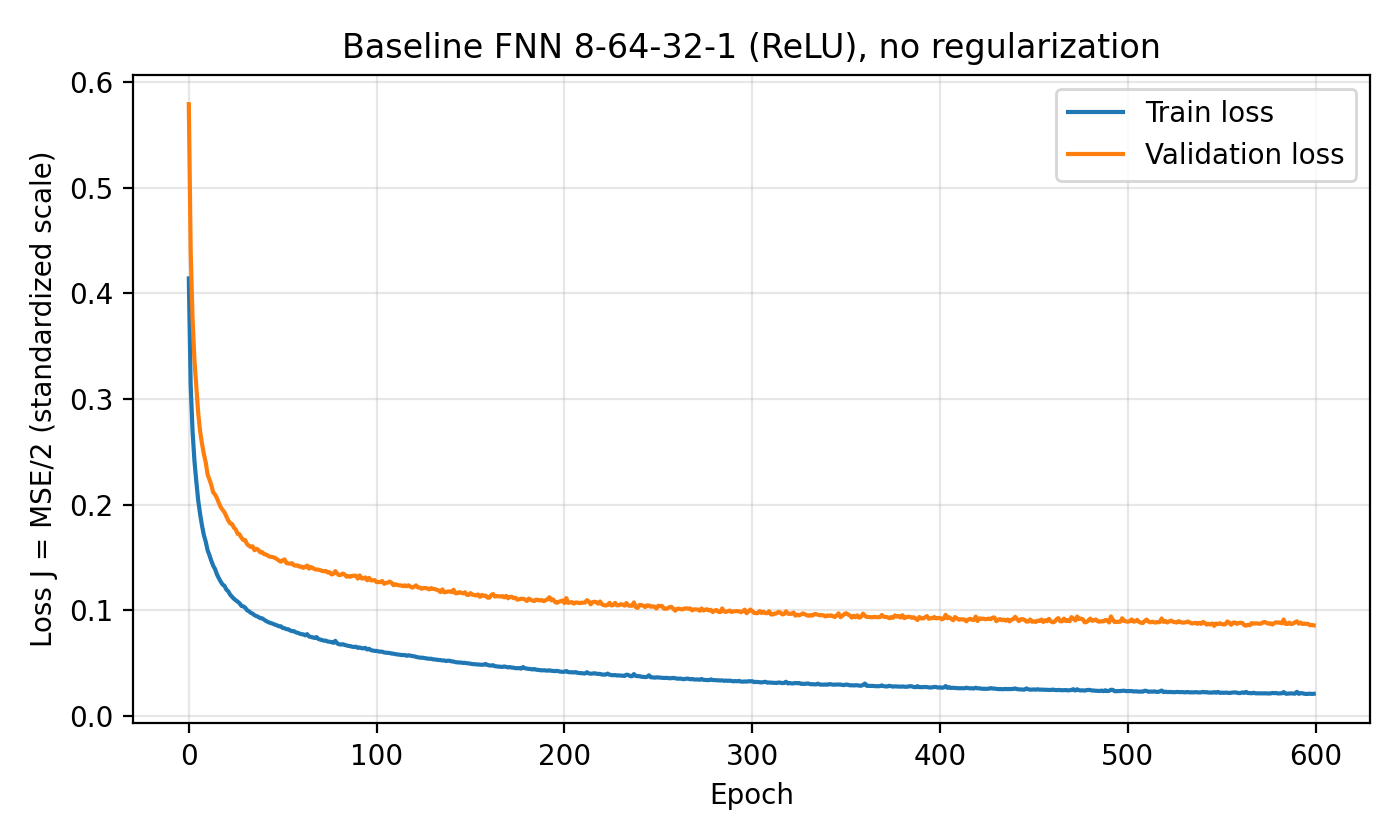 Baseline FNN 8-64-32-1 (ReLU), no regularization
Loss J = MSE/2 (standardized scale)
0.6
0.5
0.4
0.3
0.2
0.1
0.0
Train loss
Validation loss
0 100 200 300 400 500 600
Epoch